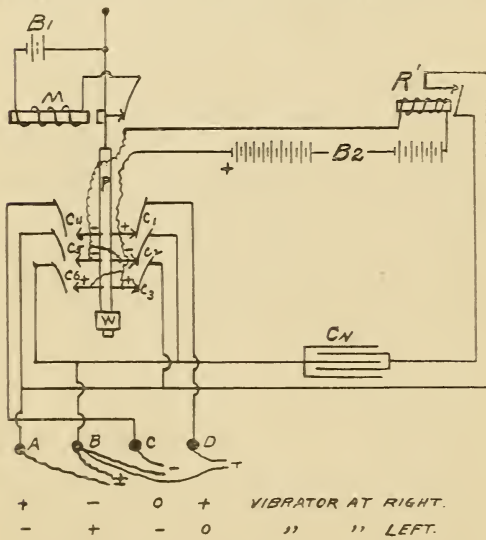 B1
M
R'
P
P
+ B2
C4 - + C1
C5 - - C2
C6 + + C3
W
CN
A B C D
± - T
+ - 0 + VIBRATOR AT RIGHT.
- + - 0 " " LEFT.